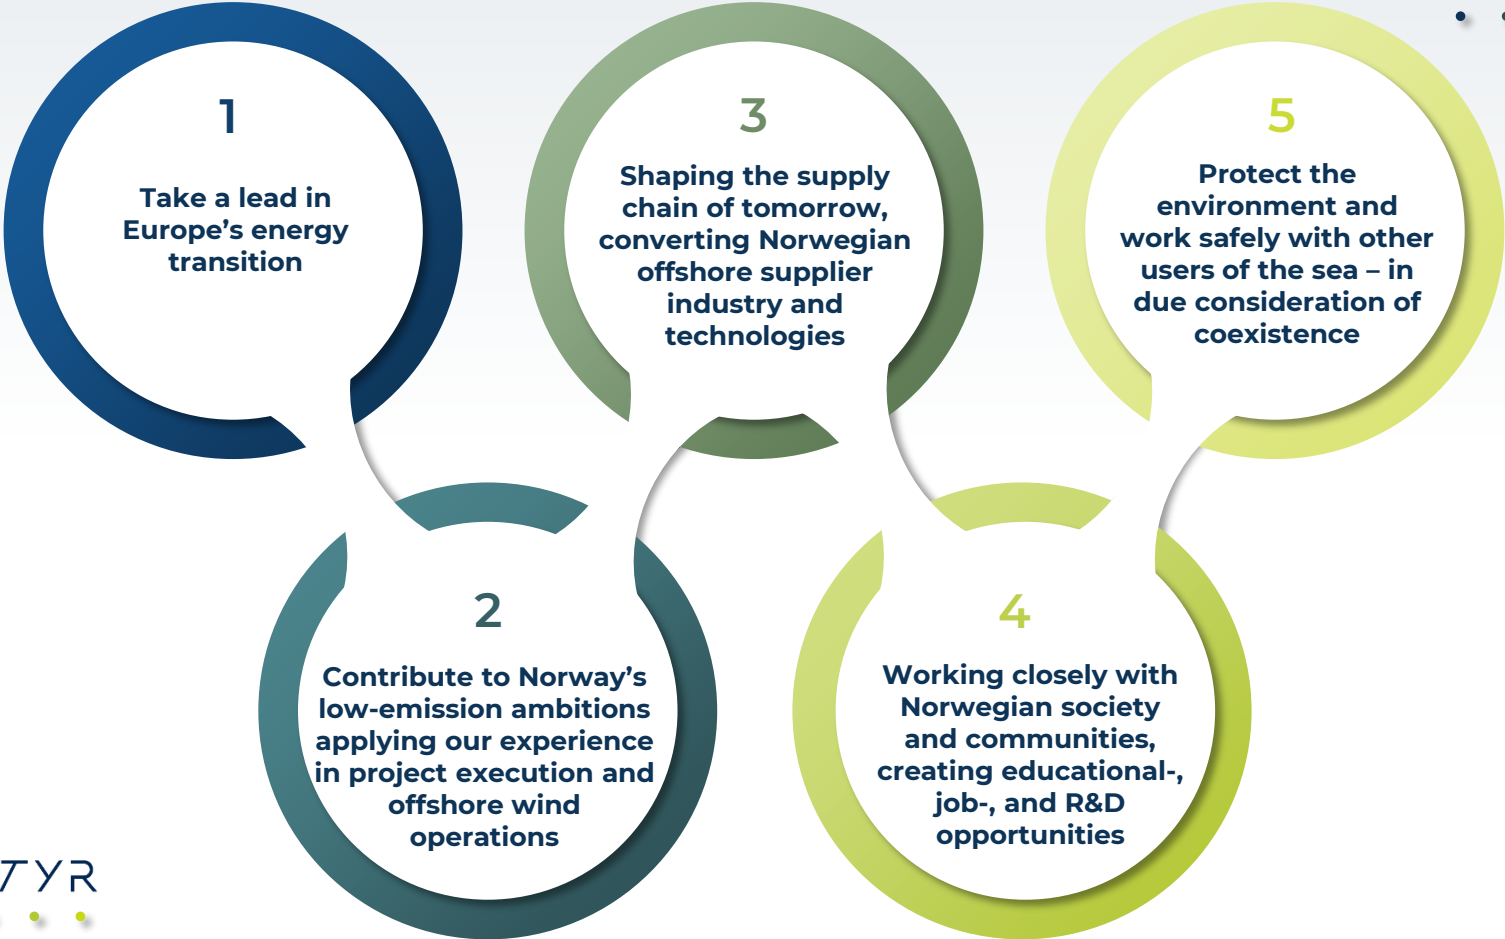 1
Take a lead in
Europe’s energy
transition
2
Contribute to Norway’s
low-emission ambitions
applying our experience
in project execution and
offshore wind
operations
3
Shaping the supply
chain of tomorrow,
converting Norwegian
offshore supplier
industry and
technologies
4
Working closely with
Norwegian society
and communities,
creating educational-,
job-, and R&D
opportunities
5
Protect the
environment and
work safely with other
users of the sea – in
due consideration of
coexistence
TYR